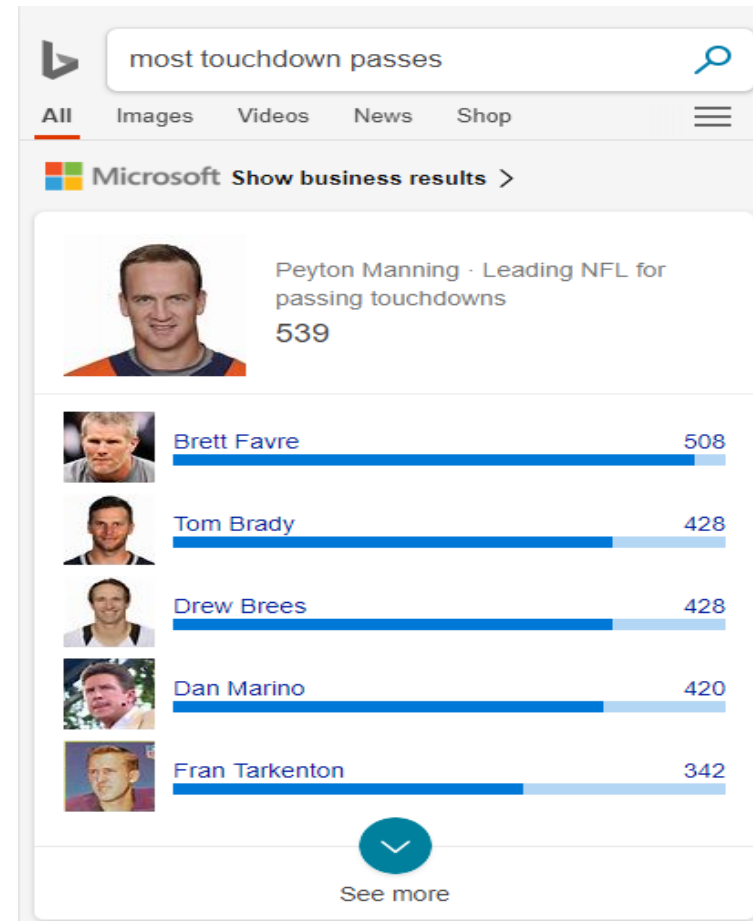 most touchdown passes
All Images Videos News Shop
Microsoft Show business results >
Peyton Manning · Leading NFL for
passing touchdowns
539
Brett Favre 508
Tom Brady 428
Drew Brees 428
Dan Marino 420
Fran Tarkenton 342
See more